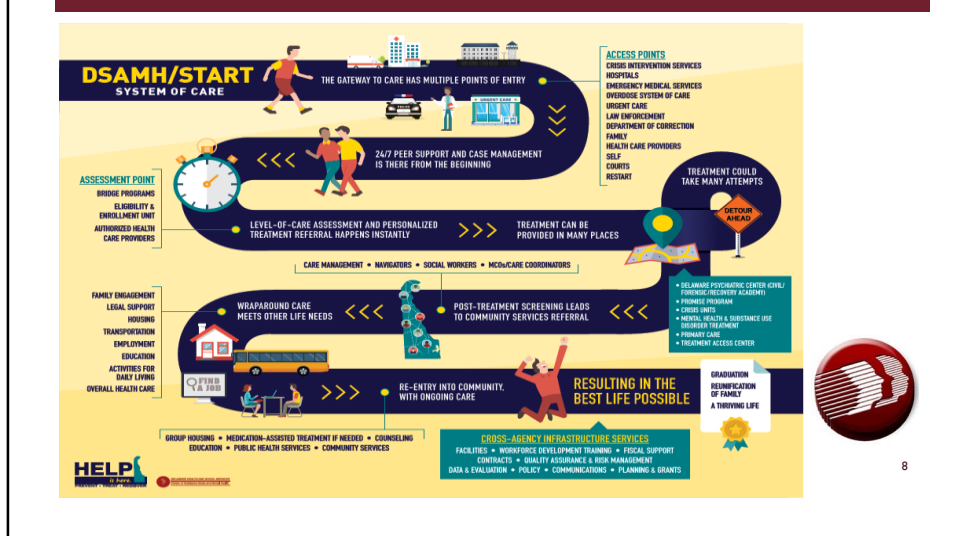 DSAMH/START
SYSTEM OF CARE
THE GATEWAY TO CARE HAS MULTIPLE POINTS OF ENTRY
URGENT CARE
ACCESS POINTS
CRISIS INTERVENTION SERVICES
HOSPITALS
EMERGENCY MEDICAL SERVICES
OVERDOSE SYSTEM OF CARE
URGENT CARE
LAW ENFORCEMENT
DEPARTMENT OF CORRECTION
FAMILY
HEALTH CARE PROVIDERS
SELF
COURTS
RESTART
24/7 PEER SUPPORT AND CASE MANAGEMENT
IS THERE FROM THE BEGINNING
ASSESSMENT POINT
BRIDGE PROGRAMS
ELIGIBILITY &
ENROLLMENT UNIT
AUTHORIZED HEALTH
CARE PROVIDERS
LEVEL-OF-CARE ASSESSMENT AND PERSONALIZED
TREATMENT REFERRAL HAPPENS INSTANTLY
TREATMENT CAN BE
PROVIDED IN MANY PLACES
TREATMENT COULD
TAKE MANY ATTEMPTS
DETOUR
AHEAD
• DELAWARE PSYCHIATRIC CENTER (CIVIL/
FORENSIC/RECOVERY ACADEMY)
• PROMISE PROGRAM
• CRISIS UNITS
• MENTAL HEALTH & SUBSTANCE USE
DISORDER TREATMENT
• PRIMARY CARE
• TREATMENT ACCESS CENTER
CARE MANAGEMENT • NAVIGATORS • SOCIAL WORKERS • MCOs/CARE COORDINATORS
POST-TREATMENT SCREENING LEADS
TO COMMUNITY SERVICES REFERRAL
WRAPAROUND CARE
MEETS OTHER LIFE NEEDS
FAMILY ENGAGEMENT
LEGAL SUPPORT
HOUSING
TRANSPORTATION
EMPLOYMENT
EDUCATION
ACTIVITIES FOR
DAILY LIVING
OVERALL HEALTH CARE
FIND
A JOB
RE-ENTRY INTO COMMUNITY,
WITH ONGOING CARE
RESULTING IN THE
BEST LIFE POSSIBLE
GRADUATION
REUNIFICATION
OF FAMILY
A THRIVING LIFE
GROUP HOUSING • MEDICATION-ASSISTED TREATMENT IF NEEDED • COUNSELING
EDUCATION • PUBLIC HEALTH SERVICES • COMMUNITY SERVICES
CROSS-AGENCY INFRASTRUCTURE SERVICES
FACILITIES • WORKFORCE DEVELOPMENT TRAINING • FISCAL SUPPORT
CONTRACTS • QUALITY ASSURANCE & RISK MANAGEMENT
DATA & EVALUATION • POLICY • COMMUNICATIONS • PLANNING & GRANTS
HELP
is here
8